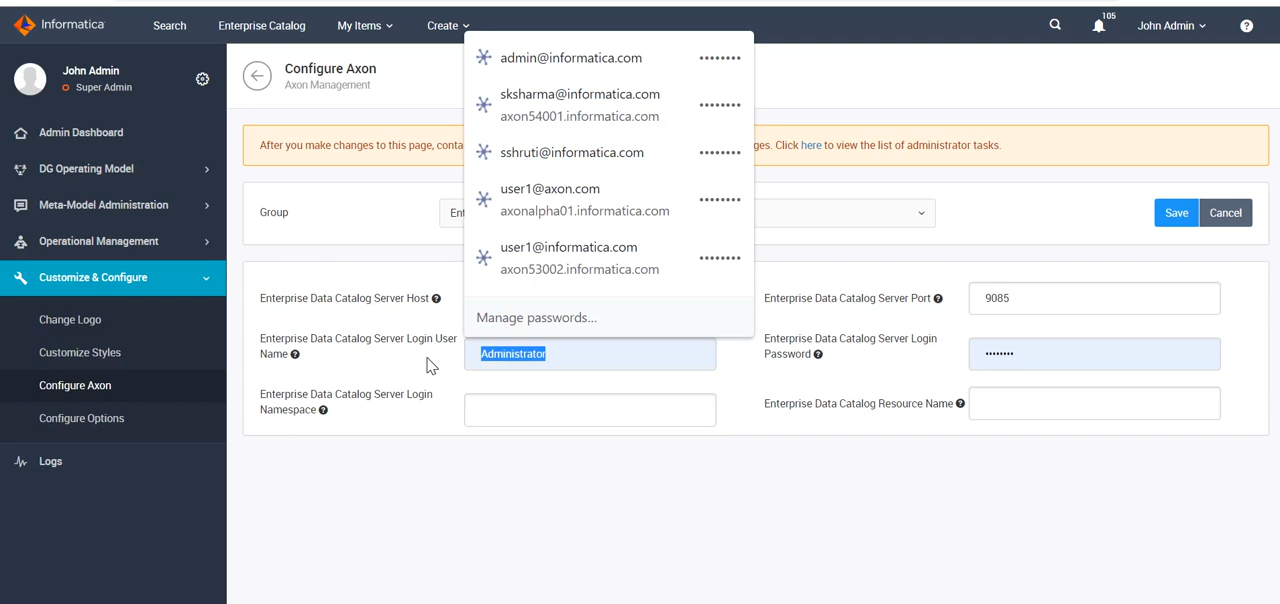 Informatica
Search
Enterprise Catalog
My Items
Create
105
John Admin
?
John Admin
Super Admin
Admin Dashboard
DG Operating Model
Meta-Model Administration
Operational Management
Customize & Configure
Change Logo
Customize Styles
Configure Axon
Configure Options
Logs
Configure Axon
Axon Management
After you make changes to this page, conta
ges. Click here to view the list of administrator tasks.
Group
Ent
Save
Cancel
admin@informatica.com ••••••••
sksharma@informatica.com
axon54001.informatica.com ••••••••
sshruti@informatica.com ••••••••
user1@axon.com
axonalpha01.informatica.com ••••••••
user1@informatica.com
axon53002.informatica.com ••••••••
Manage passwords...
Enterprise Data Catalog Server Host ?
Enterprise Data Catalog Server Port ?
9085
Enterprise Data Catalog Server Login User
Name ?
Administrator
Enterprise Data Catalog Server Login
Password ?
••••••••
Enterprise Data Catalog Server Login
Namespace ?
Enterprise Data Catalog Resource Name ?